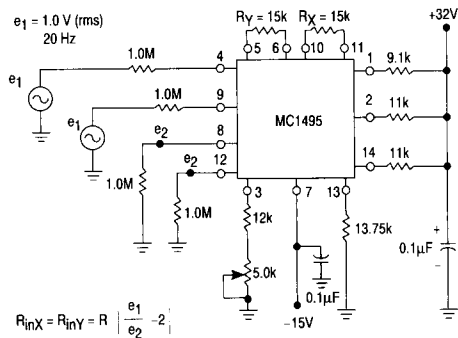 e1 = 1.0 V (rms)
20 Hz
RY = 15k
RX = 15k
+32V
1.0M
4
5
6
10
11
1
9.1k
e1
1.0M
9
MC1495
2
11k
e1
e2
8
1.0M
e2
12
14
11k
1.0M
3
7
13
12k
13.75k
5.0k
0.1µF
0.1µF
+
−
−15V
RinX = RinY = R | e1/e2 −2 |